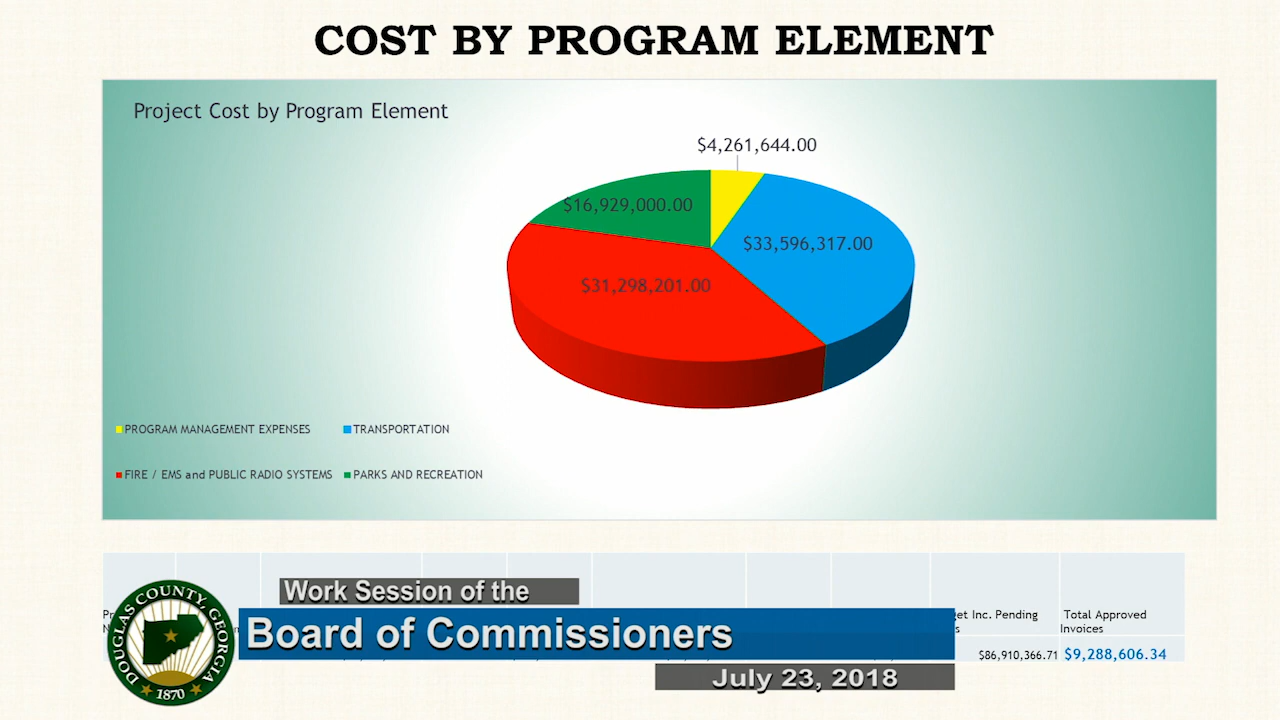 COST BY PROGRAM ELEMENT
Project Cost by Program Element
$4,261,644.00
$16,929,000.00
$33,596,317.00
$31,298,201.00
PROGRAM MANAGEMENT EXPENSES
TRANSPORTATION
FIRE / EMS and PUBLIC RADIO SYSTEMS
PARKS AND RECREATION
Work Session of the
Board of Commissioners
July 23, 2018
DOUGLAS COUNTY, GEORGIA
1870
Inc. Pending
Total Approved
Invoices
$86,910,366.71
$9,288,606.34